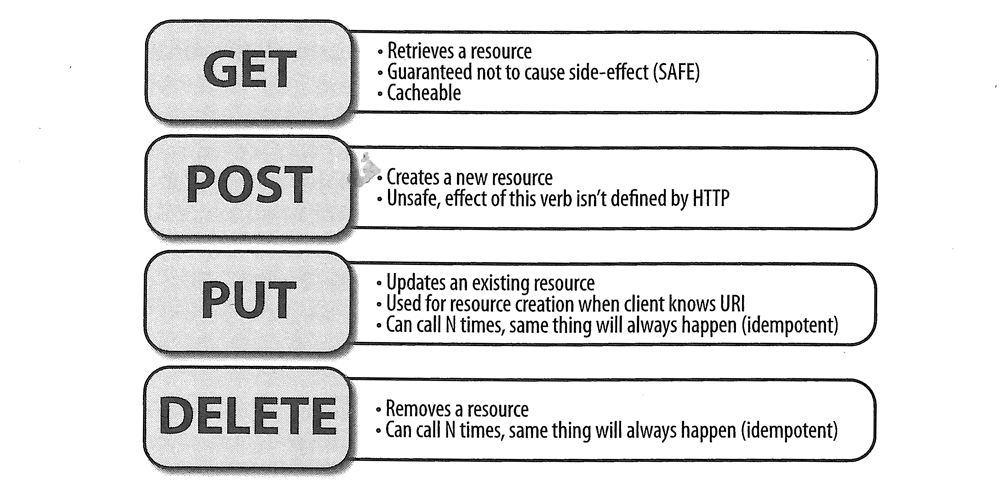 GET
• Retrieves a resource
• Guaranteed not to cause side-effect (SAFE)
• Cacheable
POST
• Creates a new resource
• Unsafe, effect of this verb isn't defined by HTTP
PUT
• Updates an existing resource
• Used for resource creation when client knows URI
• Can call N times, same thing will always happen (idempotent)
DELETE
• Removes a resource
• Can call N times, same thing will always happen (idempotent)